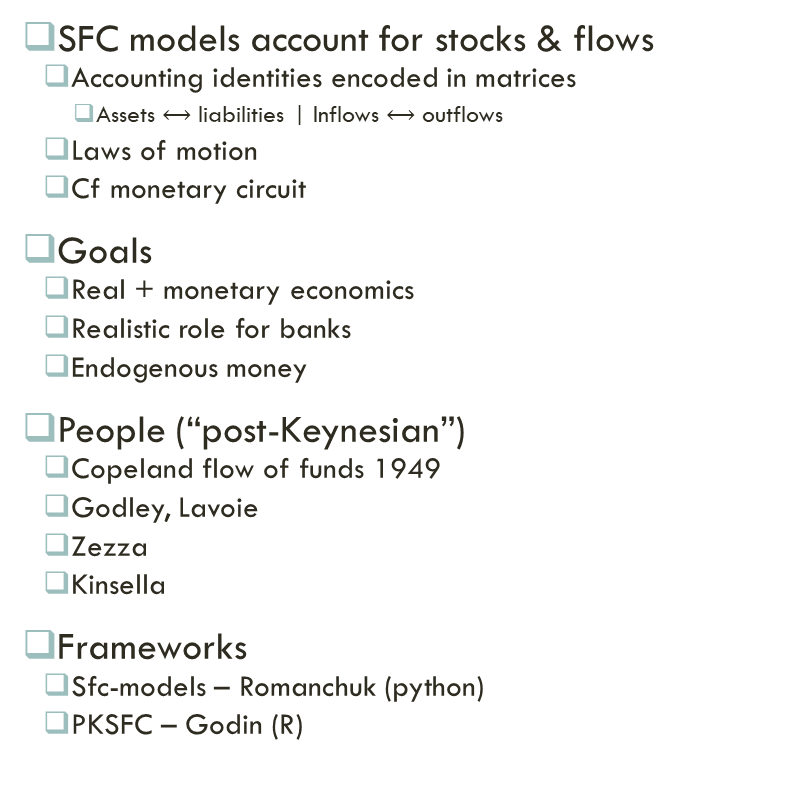 SFC models account for stocks & flows
Accounting identities encoded in matrices
Assets ↔ liabilities | Inflows ↔ outflows
Laws of motion
Cf monetary circuit
Goals
Real + monetary economics
Realistic role for banks
Endogenous money
People (“post-Keynesian”)
Copeland flow of funds 1949
Godley, Lavoie
Zezza
Kinsella
Frameworks
Sfc-models – Romanchuk (python)
PKSFC – Godin (R)